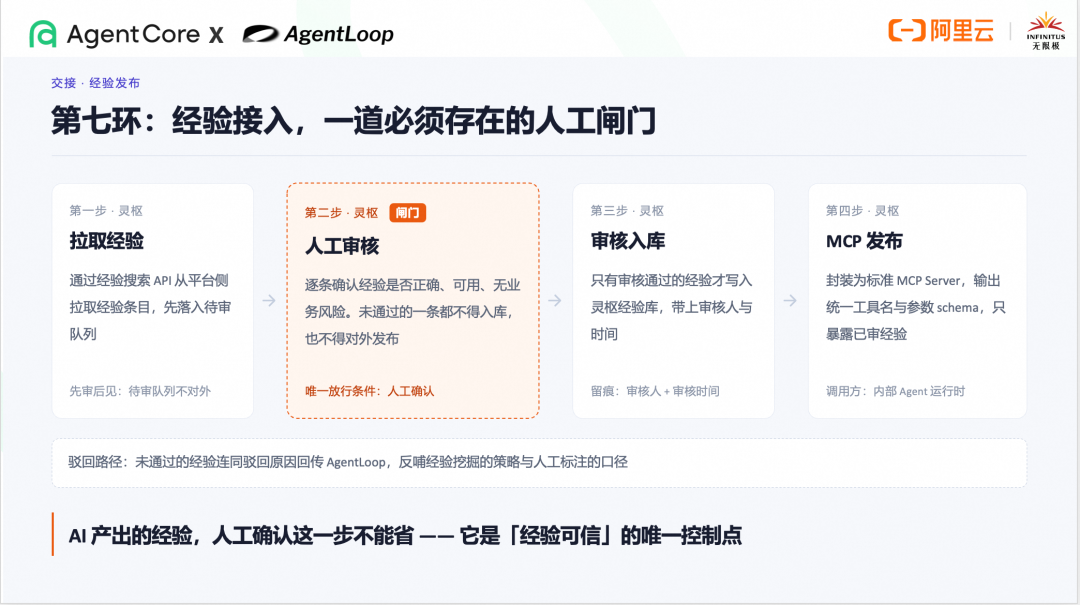 AgentCore X AgentLoop
阿里云
INFINITUS
无限极
交接 · 经验发布
第七环：经验接入，一道必须存在的人工闸门
第一步 · 灵枢
拉取经验
通过经验搜索 API 从平台侧
拉取经验条目，先落入待审
队列
先审后见：待审队列不对外
第二步 · 灵枢 闸门
人工审核
逐条确认经验是否正确、可用、无业
务风险。未通过的一条都不得入库，
也不得对外发布
唯一放行条件：人工确认
第三步 · 灵枢
审核入库
只有审核通过的经验才写入
灵枢经验库，带上审核人与
时间
留痕：审核人 + 审核时间
第四步 · 灵枢
MCP 发布
封装为标准 MCP Server，输出
统一工具名与参数 schema，只
暴露已审经验
调用方：内部 Agent 运行时
驳回路径：未通过的经验连同驳回原因回传 AgentLoop，反哺经验挖掘的策略与人工标注的口径
AI 产出的经验，人工确认这一步不能省 —— 它是「经验可信」的唯一控制点